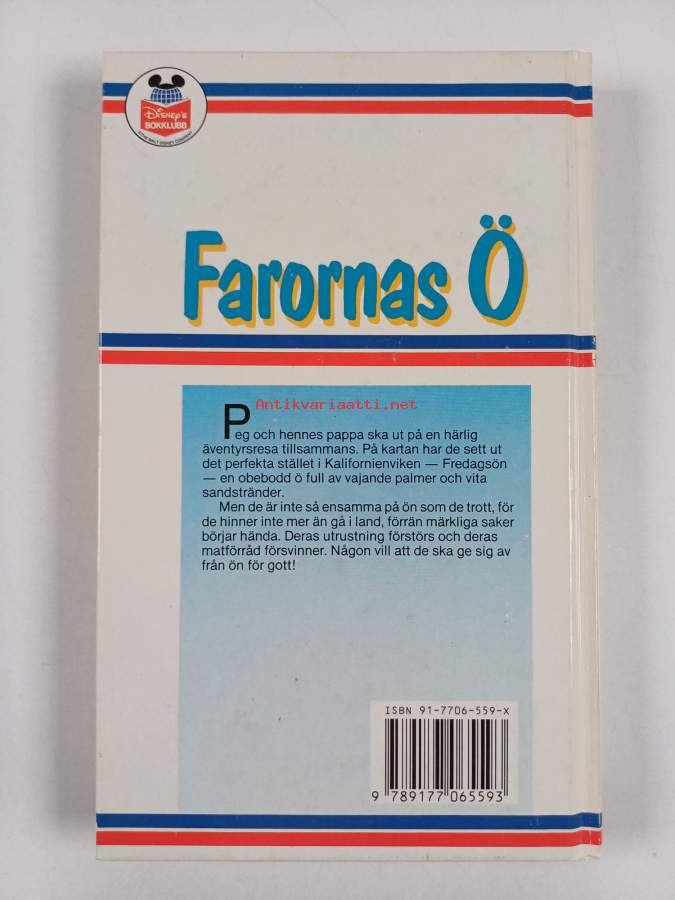 Disney's
BOKKLUBB
©THE WALT DISNEY COMPANY
Farornas Ö
Antikvariaatti.net
Peg och hennes pappa ska ut på en härlig
äventyrsresa tillsammans. På kartan har de sett ut
det perfekta stället i Kalifornienviken — Fredagsön
— en obebodd ö full av vajande palmer och vita
sandstränder.
Men de är inte så ensamma på ön som de trott, för
de hinner inte mer än gå i land, förrän märkliga saker
börjar hända. Deras utrustning förstörs och deras
matförråd försvinner. Någon vill att de ska ge sig av
från ön för gott!
ISBN 91-7706-559-X
9 789177 065593